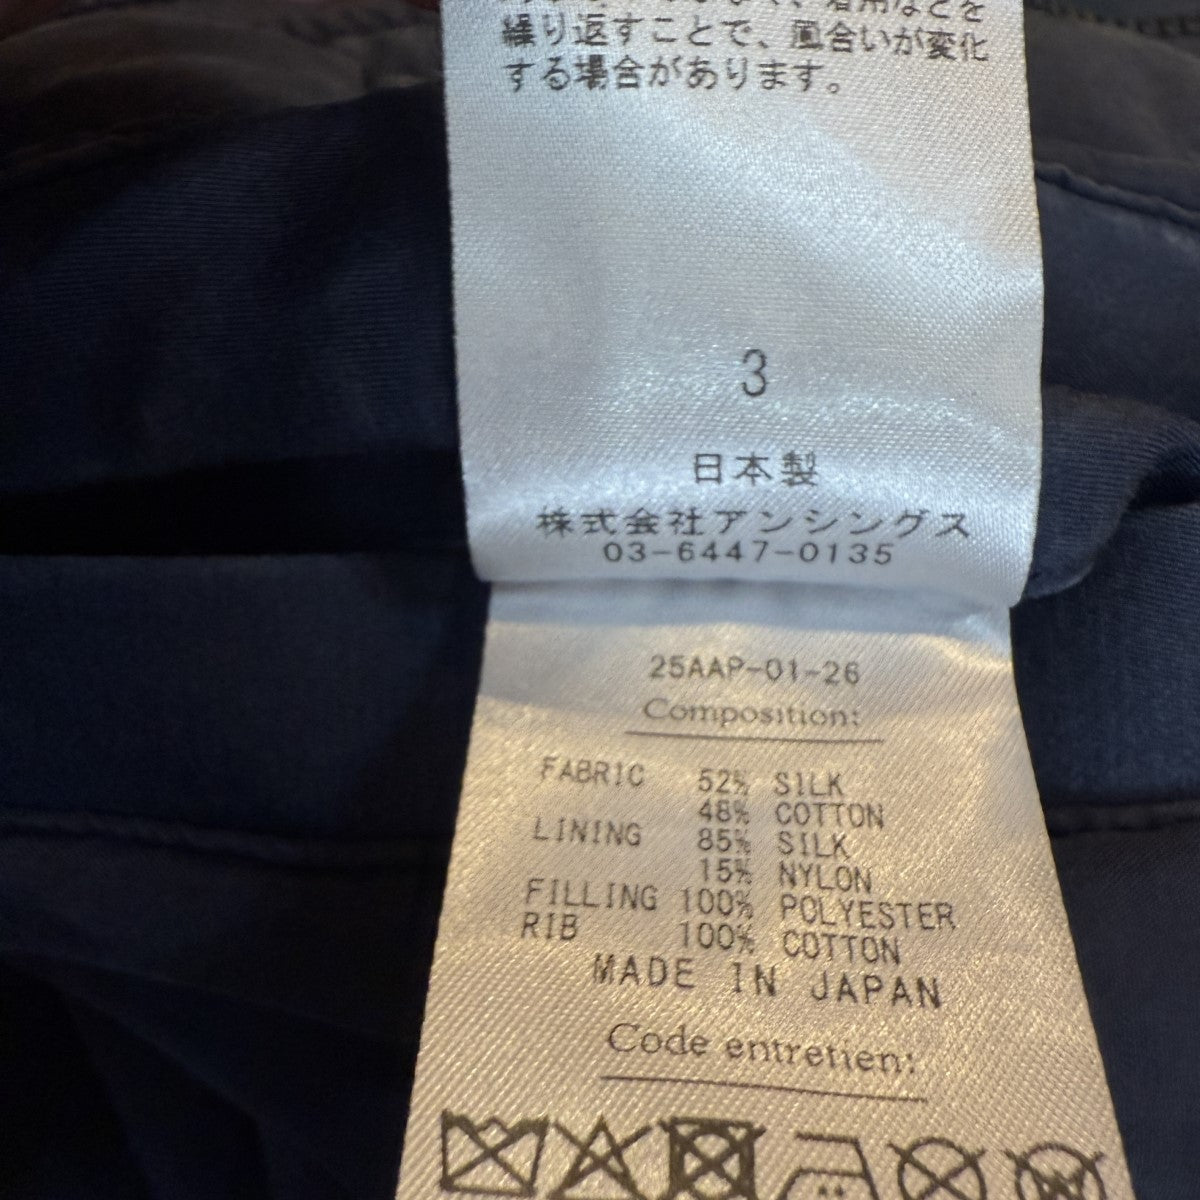 繰り返すことで、風合いが変化
する場合があります。
3
日本製
株式会社アンシングス
03-6447-0135
25AAP-01-26
Composition:
FABRIC 52% SILK
48% COTTON
LINING 85% SILK
15% NYLON
FILLING 100% POLYESTER
RIB 100% COTTON
MADE IN JAPAN
Code entretien: